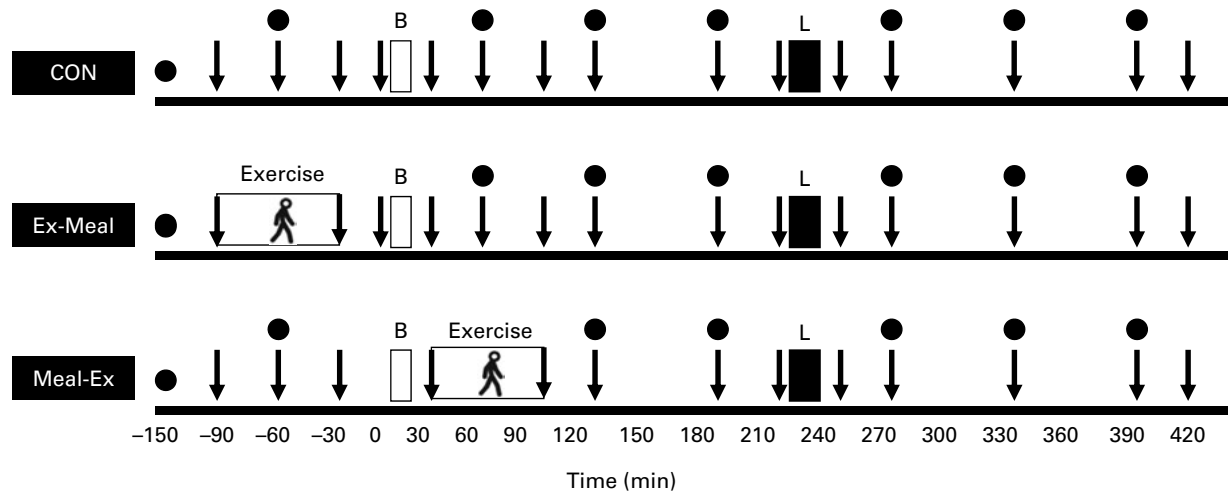 B L
CON
Exercise B L
Ex-Meal
B Exercise L
Meal-Ex
–150 –90 –60 –30 0 30 60 90 120 150 180 210 240 270 300 330 360 390 420
Time (min)